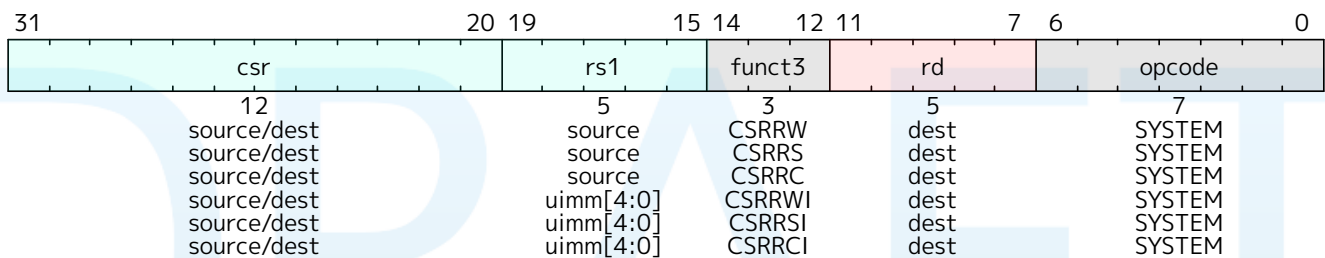 31 20 19 15 14 12 11 7 6 0
csr rs1 funct3 rd opcode
12 5 3 5 7
source/dest source CSRRW dest SYSTEM
source/dest source CSRRS dest SYSTEM
source/dest source CSRRC dest SYSTEM
source/dest uimm[4:0] CSRRWI dest SYSTEM
source/dest uimm[4:0] CSRRSI dest SYSTEM
source/dest uimm[4:0] CSRRCI dest SYSTEM